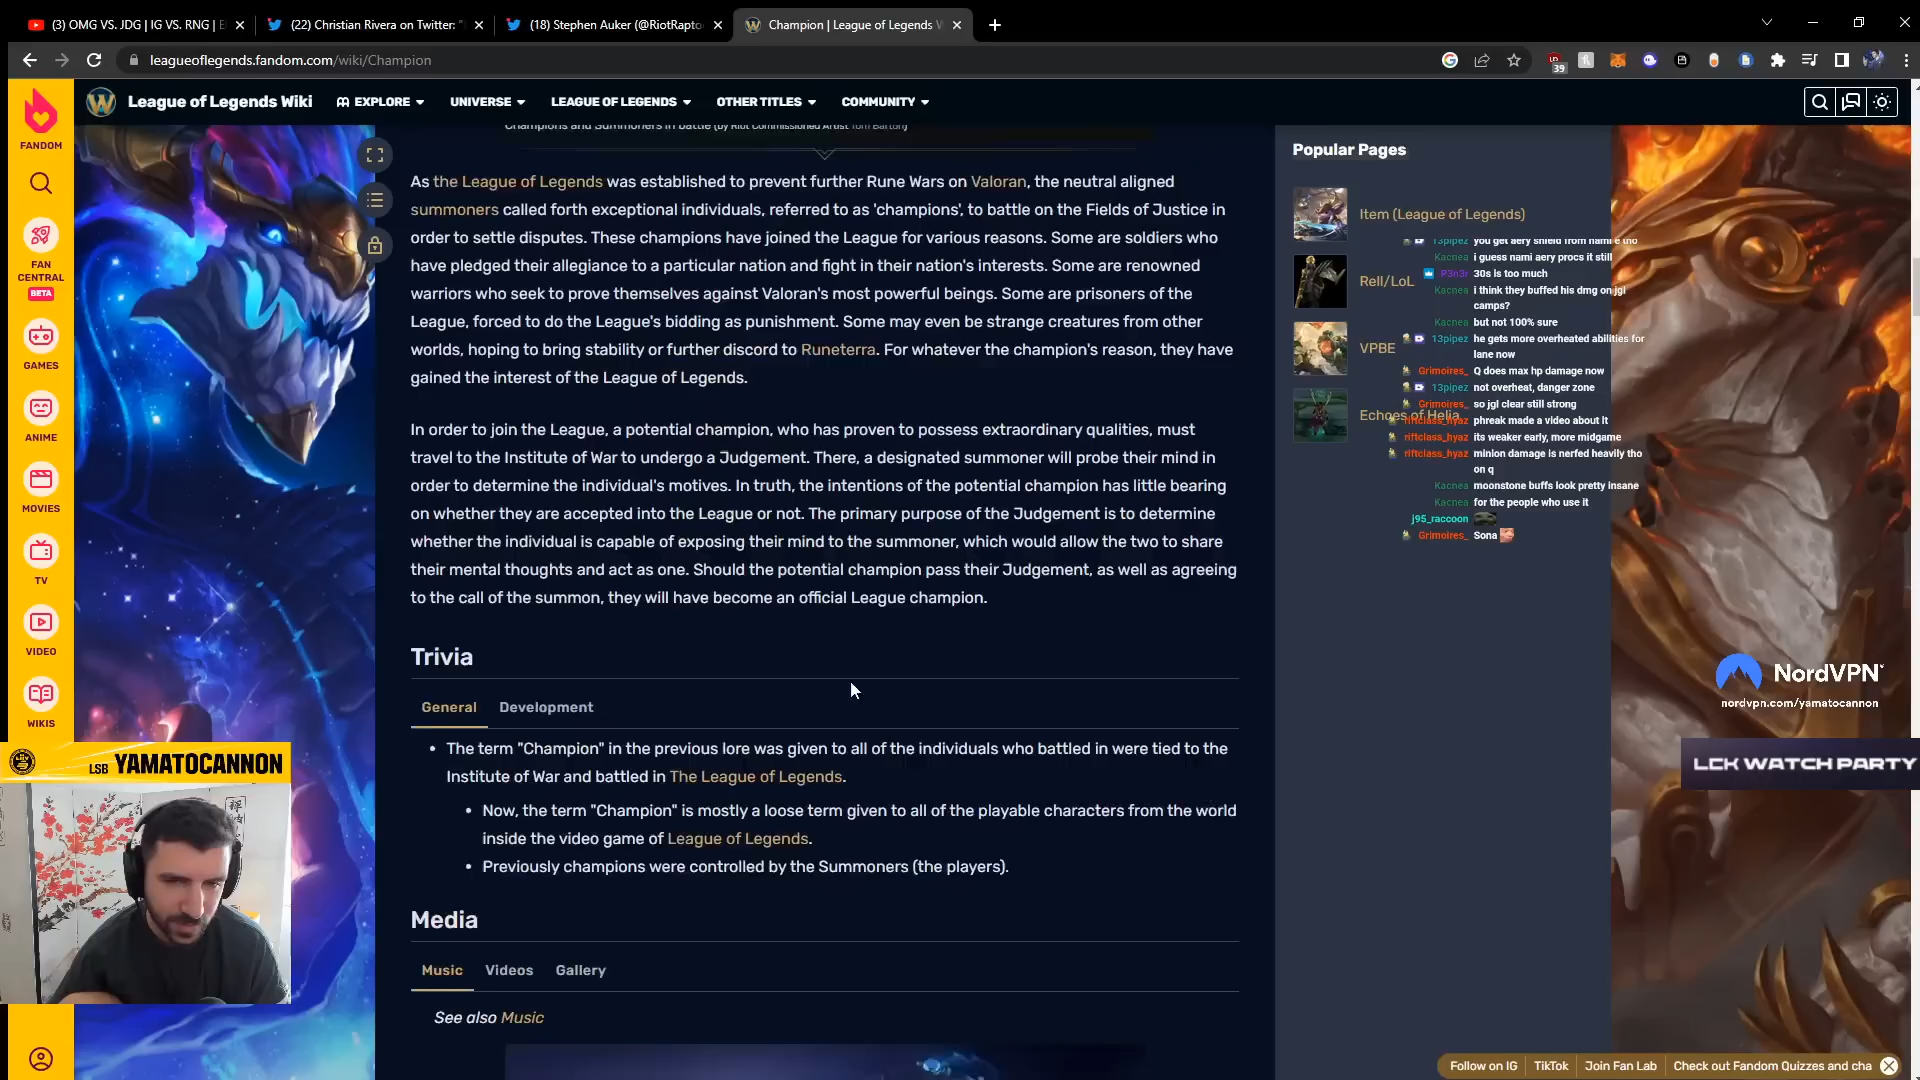 (3) OMG VS. JDG | IG VS. RNG | E
(22) Christian Rivera on Twitter: "
(18) Stephen Auker (@RiotRapto
Champion | League of Legends W
leagueoflegends.fandom.com/wiki/Champion
39
League of Legends Wiki
EXPLORE
UNIVERSE
LEAGUE OF LEGENDS
OTHER TITLES
COMMUNITY
FANDOM
FAN
CENTRAL
BETA
GAMES
ANIME
MOVIES
TV
VIDEO
WIKIS
Champions and Summoners in battle (by Riot Commissioned Artist Tom Barton)
As the League of Legends was established to prevent further Rune Wars on Valoran, the neutral aligned
summoners called forth exceptional individuals, referred to as 'champions', to battle on the Fields of Justice in
order to settle disputes. These champions have joined the League for various reasons. Some are soldiers who
have pledged their allegiance to a particular nation and fight in their nation's interests. Some are renowned
warriors who seek to prove themselves against Valoran's most powerful beings. Some are prisoners of the
League, forced to do the League's bidding as punishment. Some may even be strange creatures from other
worlds, hoping to bring stability or further discord to Runeterra. For whatever the champion's reason, they have
gained the interest of the League of Legends.
In order to join the League, a potential champion, who has proven to possess extraordinary qualities, must
travel to the Institute of War to undergo a Judgement. There, a designated summoner will probe their mind in
order to determine the individual's motives. In truth, the intentions of the potential champion has little bearing
on whether they are accepted into the League or not. The primary purpose of the Judgement is to determine
whether the individual is capable of exposing their mind to the summoner, which would allow the two to share
their mental thoughts and act as one. Should the potential champion pass their Judgement, as well as agreeing
to the call of the summon, they will have become an official League champion.
Trivia
General Development
• The term "Champion" in the previous lore was given to all of the individuals who battled in were tied to the
Institute of War and battled in The League of Legends.
• Now, the term "Champion" is mostly a loose term given to all of the playable characters from the world
inside the video game of League of Legends.
• Previously champions were controlled by the Summoners (the players).
Media
Music Videos Gallery
See also Music
Popular Pages
Item (League of Legends)
Rell/LoL
VPBE
Echoes of Helia
13pipez you get aery shield from nami e tho
Kacnea i guess nami aery procs it still
P3n3r 30s is too much
Kacnea i think they buffed his dmg on jgl
camps?
Kacnea but not 100% sure
13pipez he gets more overheated abilities for
lane now
Grimoires_ Q does max hp damage now
13pipez not overheat, danger zone
Grimoires_ so jgl clear still strong
riftclass_hyaz phreak made a video about it
riftclass_hyaz its weaker early, more midgame
riftclass_hyaz minion damage is nerfed heavily tho
on q
Kacnea moonstone buffs look pretty insane
Kacnea for the people who use it
j95_raccoon
Grimoires_ Sona
NordVPN
nordvpn.com/yamatocannon
LCK WATCH PARTY
LSB YAMATOCANNON
Follow on IG
TikTok
Join Fan Lab
Check out Fandom Quizzes and cha